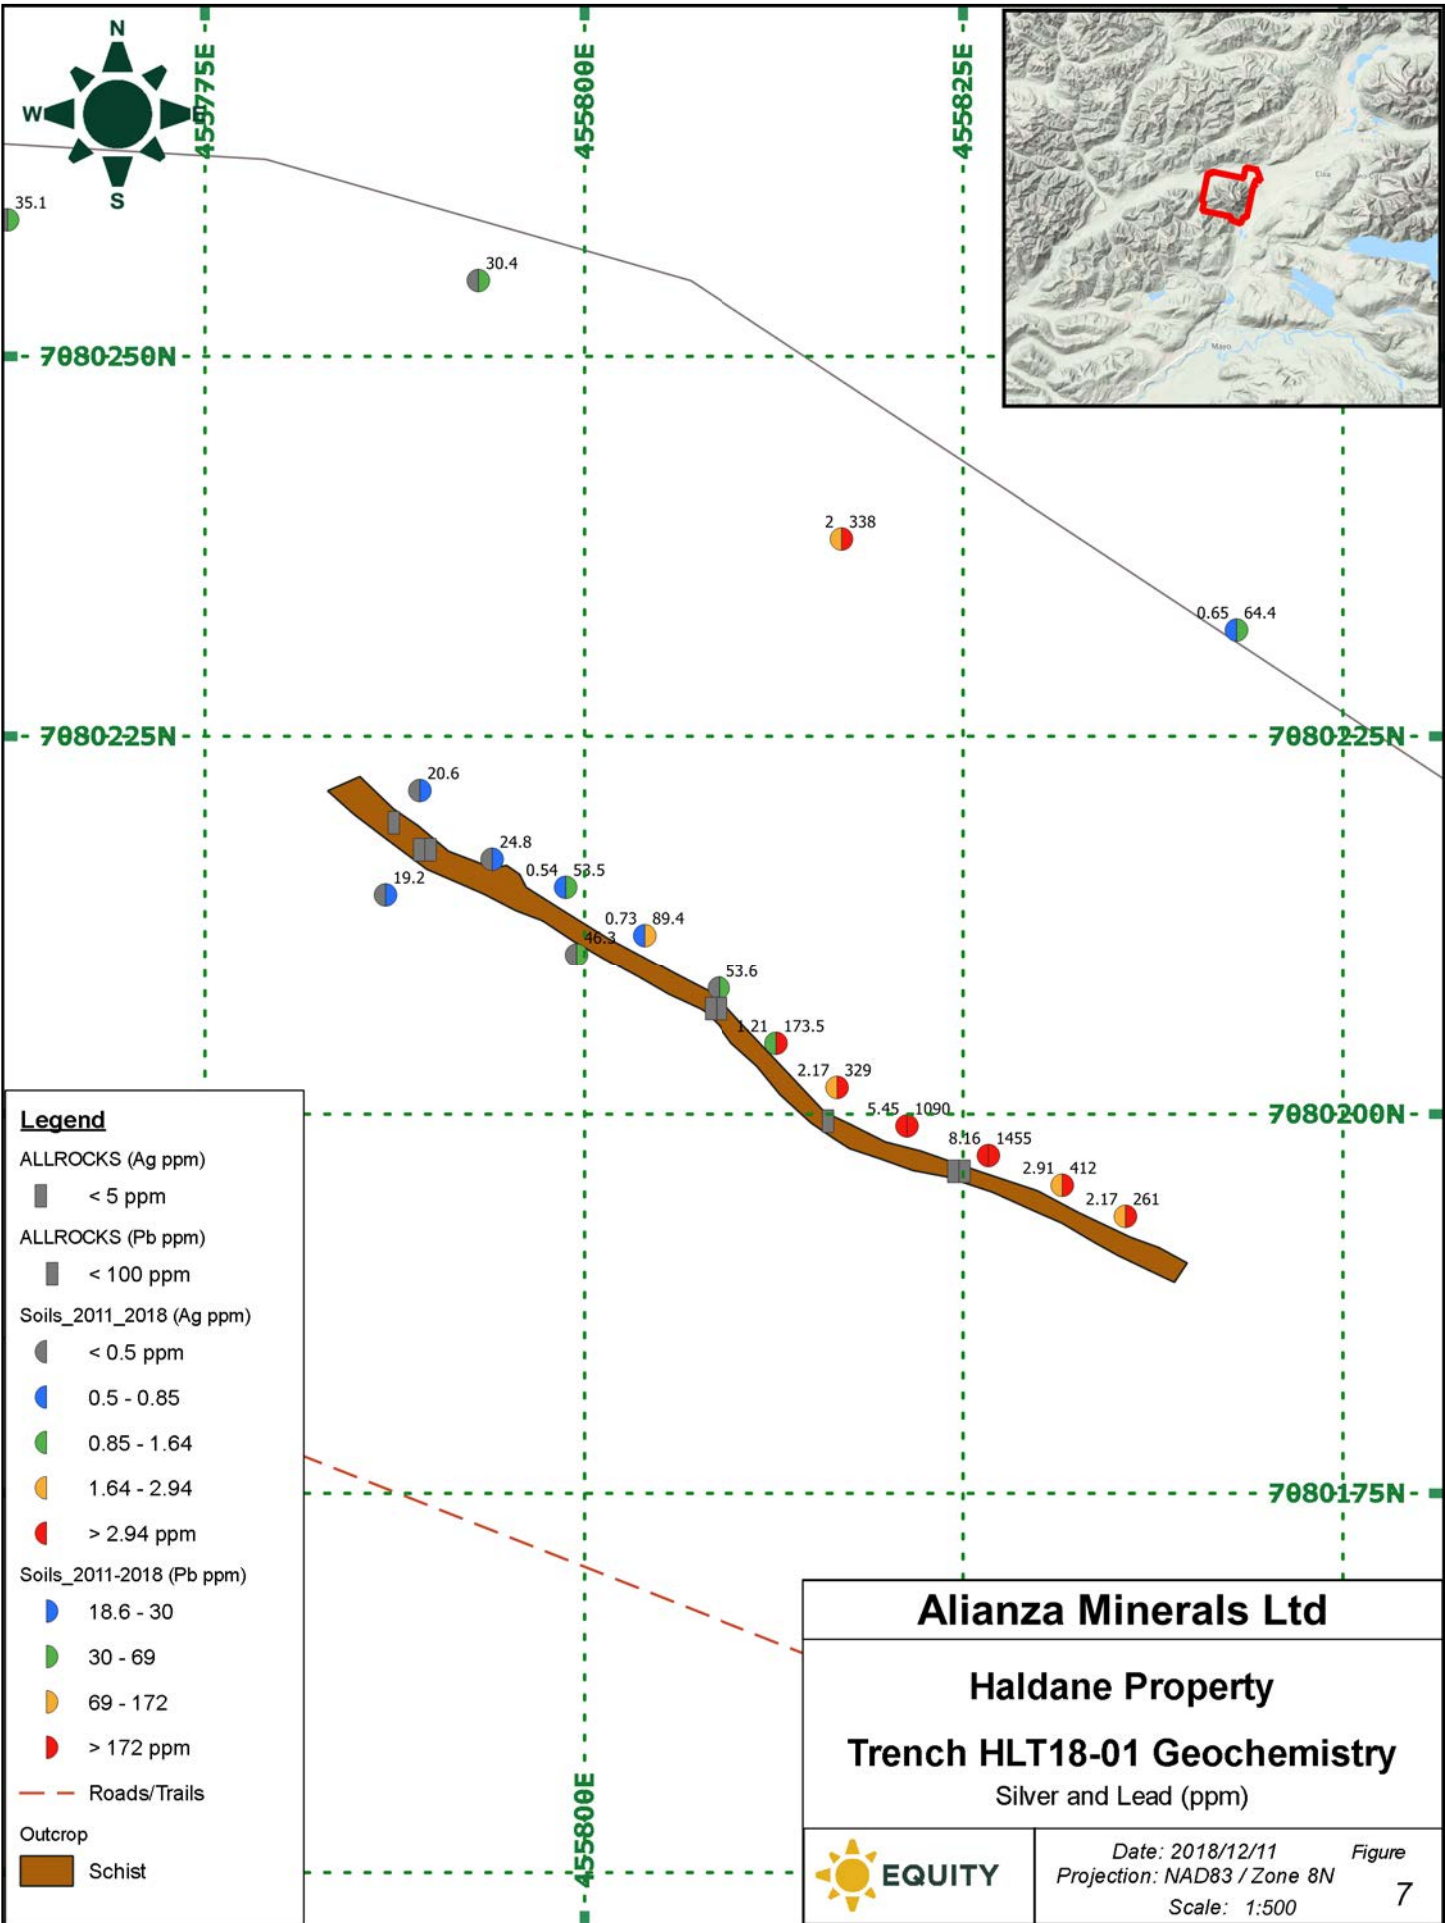 N
W
E
S
455775E
455800E
455825E
Elsa
Mayo
35.1
30.4
7080250N
2 338
0.65 64.4
7080225N
7080225N
20.6
24.8
0.54 53.5
19.2
0.73 89.4
46.3
53.6
1.21 173.5
2.17 329
5.45 1090
7080200N
8.16 1455
2.91 412
2.17 261
7080175N
455800E
Legend
ALLROCKS (Ag ppm)
< 5 ppm
ALLROCKS (Pb ppm)
< 100 ppm
Soils_2011_2018 (Ag ppm)
< 0.5 ppm
0.5 - 0.85
0.85 - 1.64
1.64 - 2.94
> 2.94 ppm
Soils_2011-2018 (Pb ppm)
18.6 - 30
30 - 69
69 - 172
> 172 ppm
Roads/Trails
Outcrop
Schist
Alianza Minerals Ltd
Haldane Property
Trench HLT18-01 Geochemistry
Silver and Lead (ppm)
EQUITY
Date: 2018/12/11
Projection: NAD83 / Zone 8N
Scale: 1:500
Figure
7